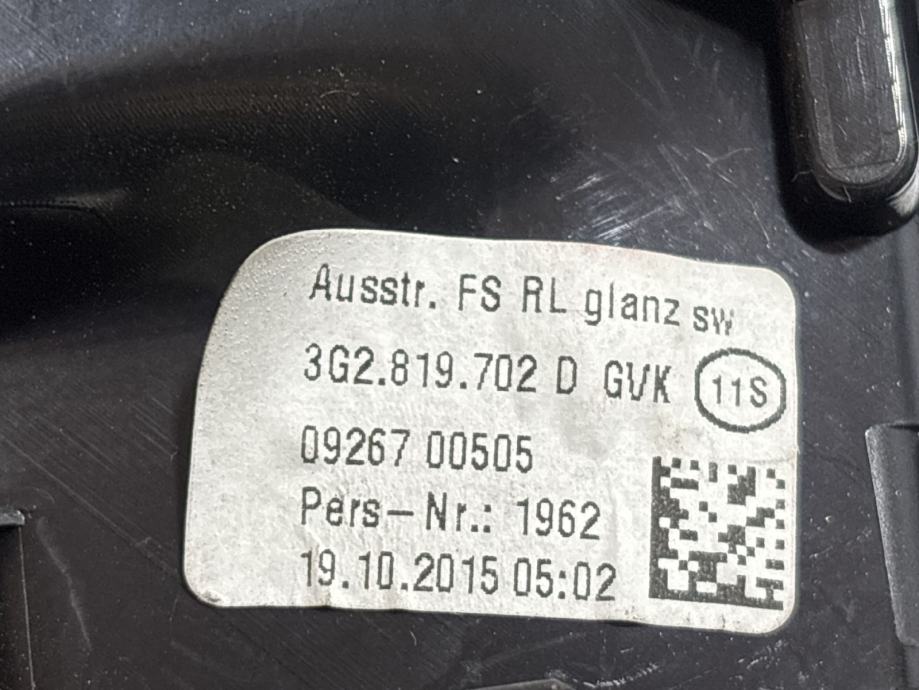 Ausstr. FS RL glanz sw
3G2.819.702 D GVK 11S
09267 00505
Pers-Nr.: 1962
19.10.2015 05:02